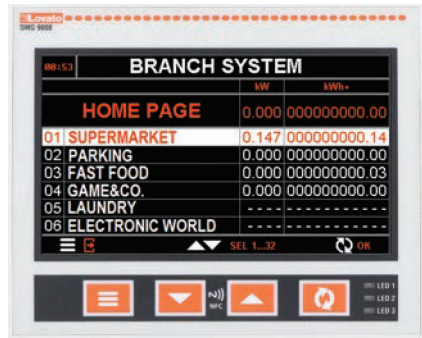 Lovato
SMG 9000
00:53 BRANCH SYSTEM
kW kWh+
HOME PAGE 0.000 000000000.00
01 SUPERMARKET 0.147 000000000.14
02 PARKING 0.000 000000000.00
03 FAST FOOD 0.000 000000000.03
04 GAME&CO. 0.000 000000000.00
05 LAUNDRY ---- ---------
06 ELECTRONIC WORLD ---- ---------
SEL 1...32 OK
NFC
LED 1
LED 2
LED 3